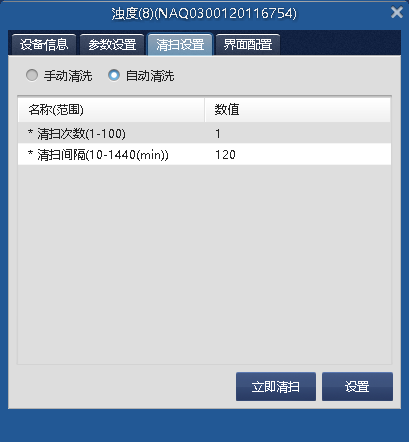 浊度(8)(NAQ0300120116754)
设备信息 参数设置 清扫设置 界面配置
手动清洗 自动清洗
名称(范围) 数值
* 清扫次数(1-100) 1
* 清扫间隔(10-1440(min)) 120
立即清扫 设置